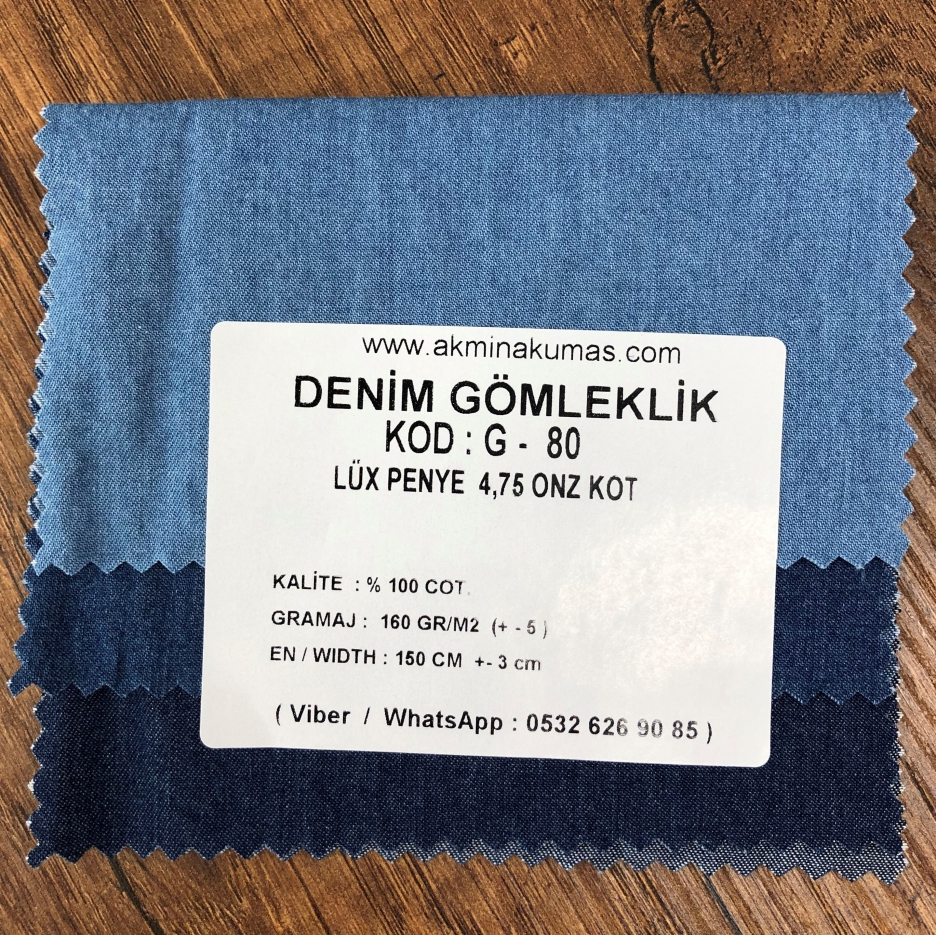 www.akminakumas.com
DENİM GÖMLEKLİK
KOD : G - 80
LÜX PENYE 4,75 ONZ KOT
KALİTE : % 100 COT.
GRAMAJ : 160 GR/M2 (+ - 5 )
EN / WIDTH : 150 CM +- 3 cm
( Viber / WhatsApp : 0532 626 90 85 )